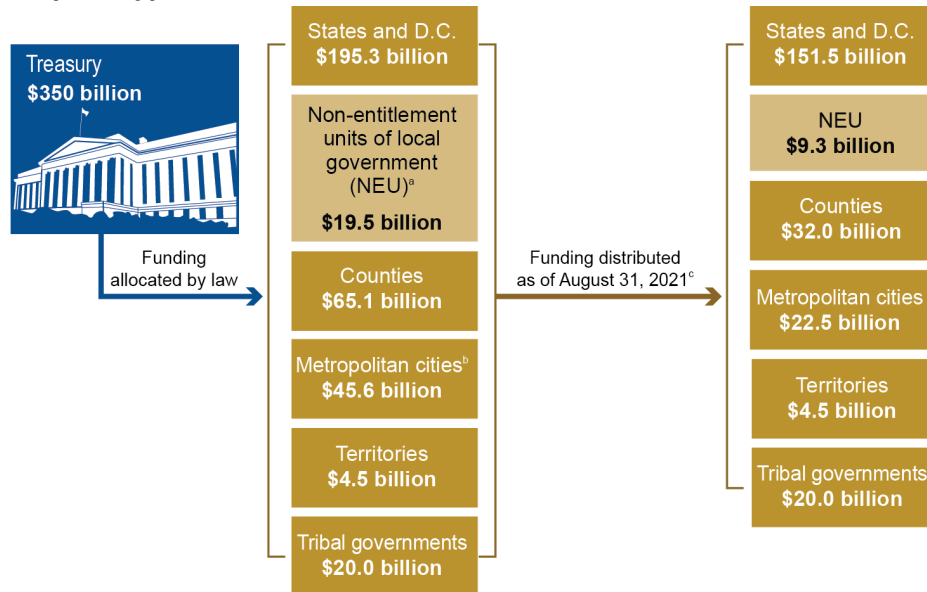 Treasury
$350 billion
Funding
allocated by law
States and D.C.
$195.3 billion
Non-entitlement
units of local
government
(NEU)a
$19.5 billion
Counties
$65.1 billion
Metropolitan citiesb
$45.6 billion
Territories
$4.5 billion
Tribal governments
$20.0 billion
Funding distributed
as of August 31, 2021c
States and D.C.
$151.5 billion
NEU
$9.3 billion
Counties
$32.0 billion
Metropolitan cities
$22.5 billion
Territories
$4.5 billion
Tribal governments
$20.0 billion